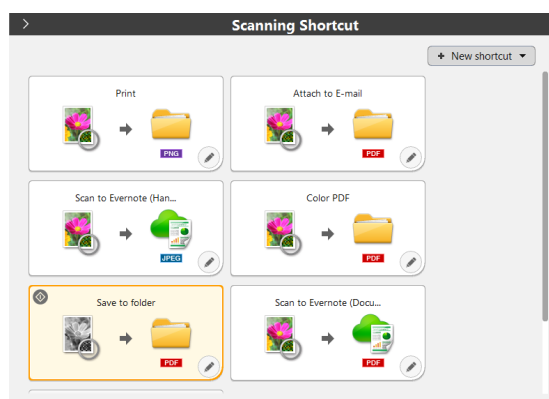 Scanning Shortcut
+ New shortcut
Print
PNG
Attach to E-mail
PDF
Scan to Evernote (Han...
JPEG
Color PDF
PDF
Save to folder
PDF
Scan to Evernote (Docu...
PDF